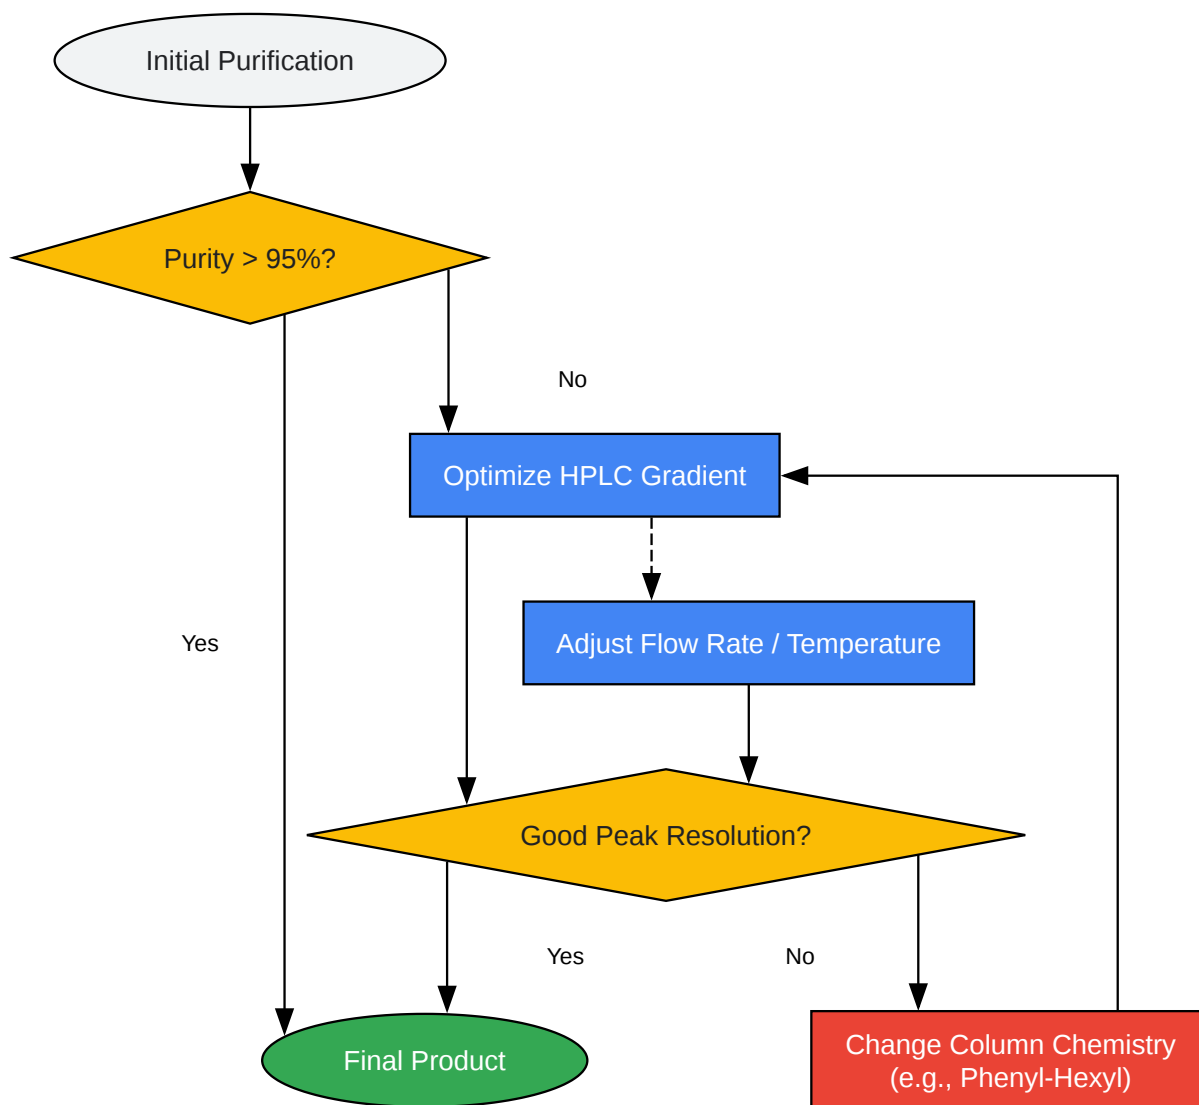 Initial Purification
Purity > 95%?
No
Optimize HPLC Gradient
Yes
Adjust Flow Rate / Temperature
Good Peak Resolution?
Yes
No
Final Product
Change Column Chemistry
(e.g., Phenyl-Hexyl)